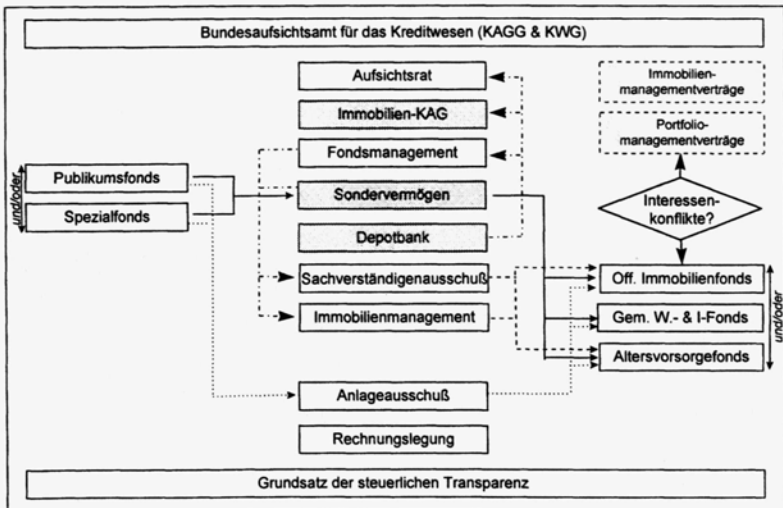 Bundesaufsichtsamt für das Kreditwesen (KAGG & KWG)
Aufsichtsrat
Immobilien-KAG
Fondsmanagement
Sondervermögen
Depotbank
Sachverständigenausschuß
Immobilienmanagement
Anlageausschuß
Rechnungslegung
und/oder
Publikumsfonds
Spezialfonds
Immobilien-
managementverträge
Portfolio-
managementverträge
Interessen-
konflikte?
Off. Immobilienfonds
Gem. W.- & I-Fonds
Altersvorsorgefonds
und/oder
Grundsatz der steuerlichen Transparenz